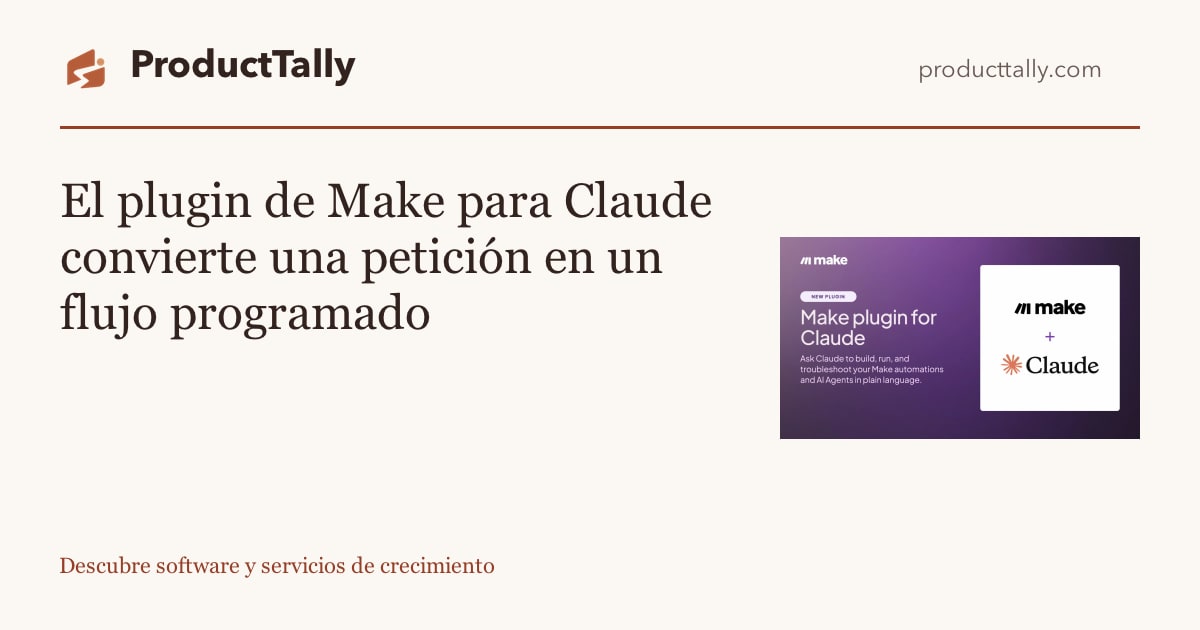 ProductTally
producttally.com
El plugin de Make para Claude
convierte una petición en un
flujo programado
make
NEW PLUGIN
Make plugin for
Claude
Ask Claude to build, run, and
troubleshoot your Make automations
and AI Agents in plain language.
make
+
Claude
Descubre software y servicios de crecimiento